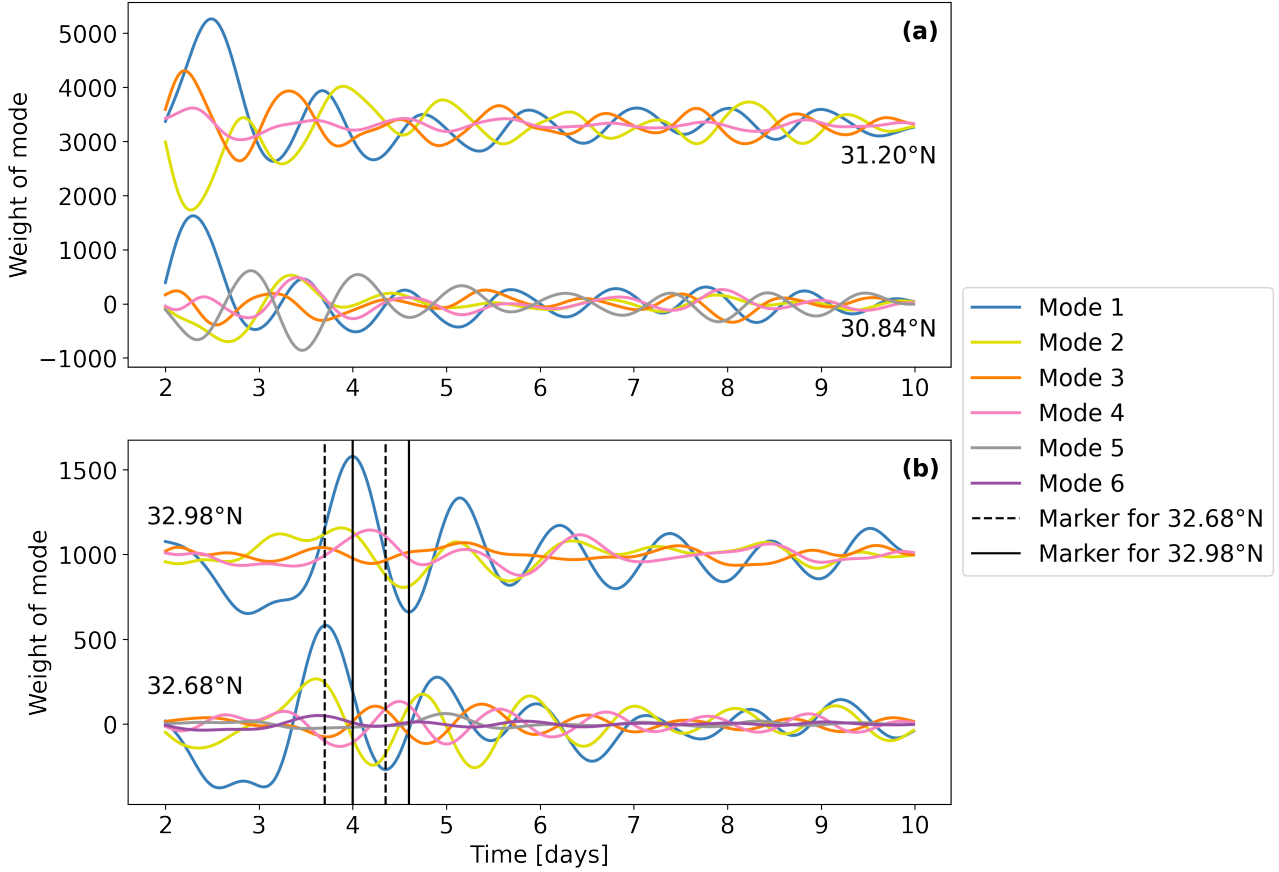 (a)
5000
4000
3000
2000
1000
0
−1000
Weight of mode
31.20°N
30.84°N
2 3 4 5 6 7 8 9 10
(b)
1500
1000
500
0
Weight of mode
32.98°N
32.68°N
2 3 4 5 6 7 8 9 10
Time [days]
Mode 1
Mode 2
Mode 3
Mode 4
Mode 5
Mode 6
Marker for 32.68°N
Marker for 32.98°N